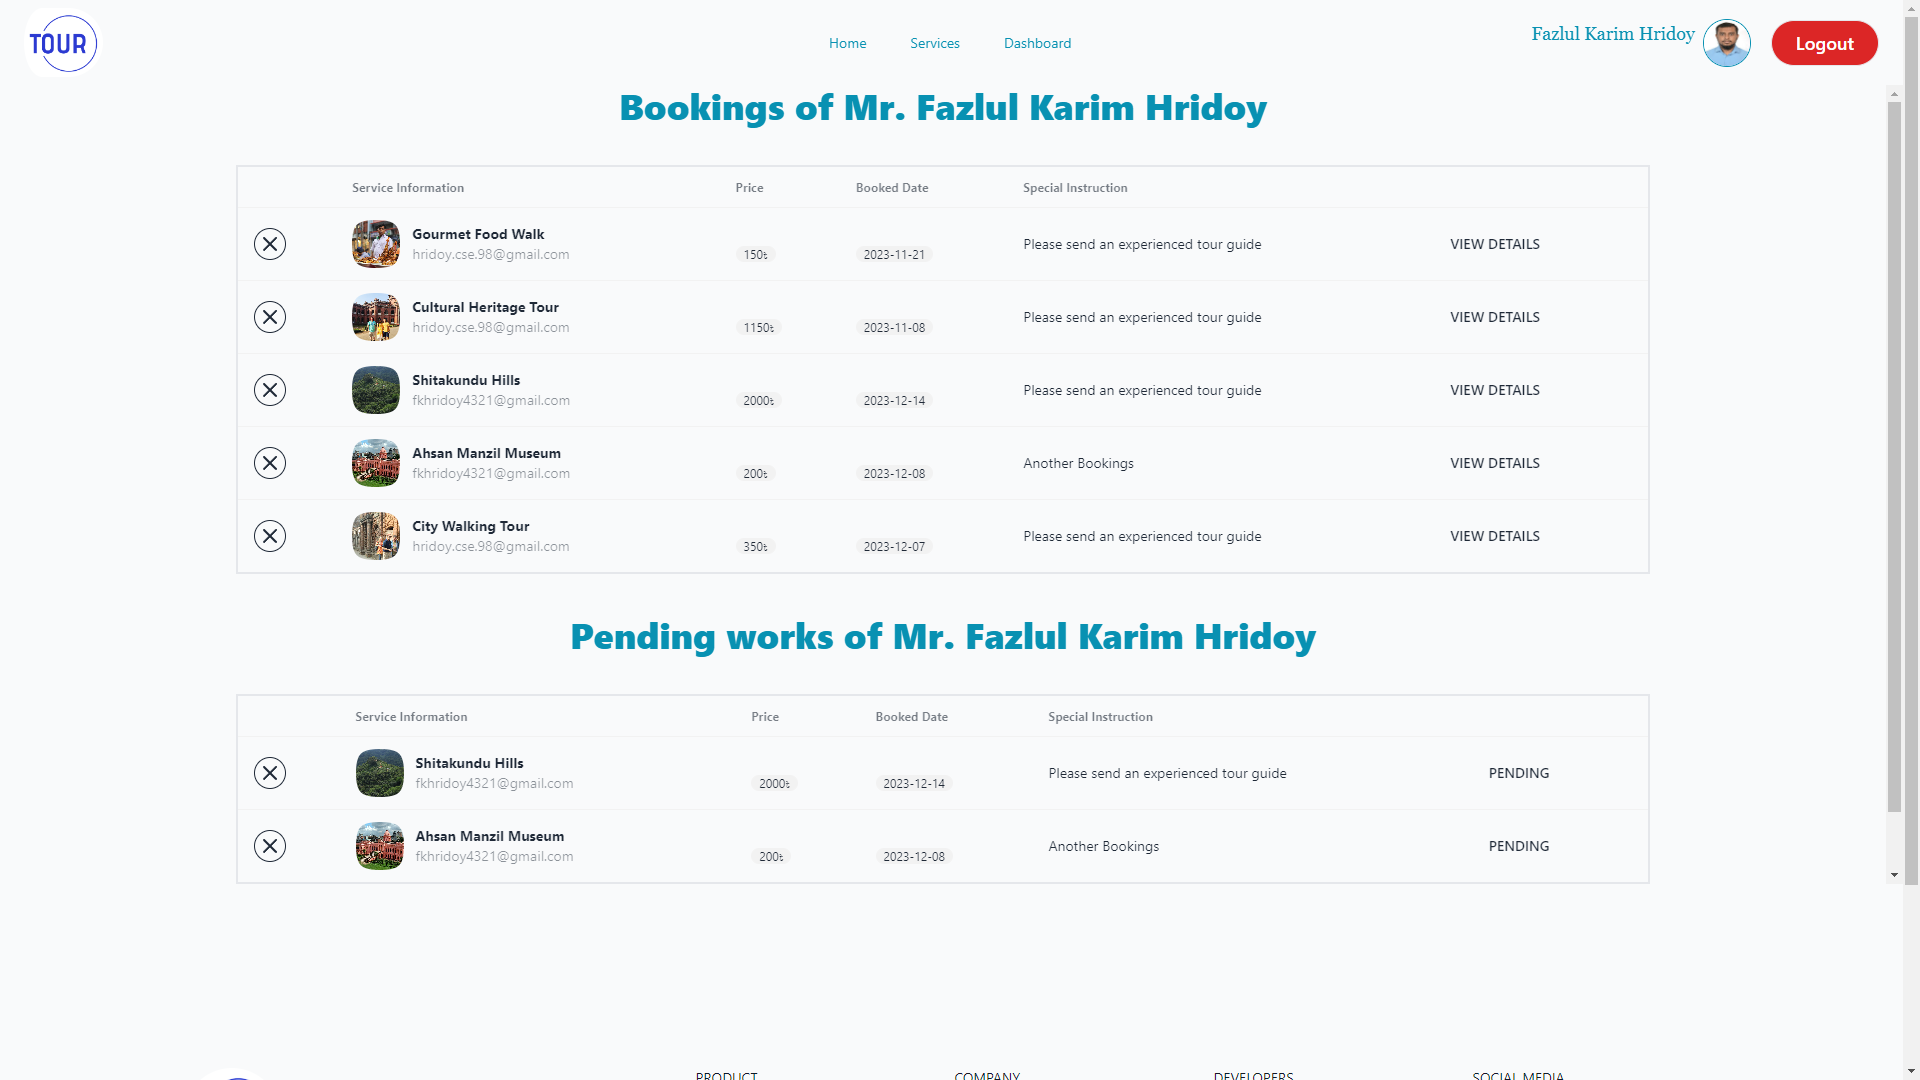 TOUR
Home Services Dashboard
Fazlul Karim Hridoy
Logout
Bookings of Mr. Fazlul Karim Hridoy
Service Information Price Booked Date Special Instruction
Gourmet Food Walk
hridoy.cse.98@gmail.com
150৳ 2023-11-21 Please send an experienced tour guide VIEW DETAILS
Cultural Heritage Tour
hridoy.cse.98@gmail.com
1150৳ 2023-11-08 Please send an experienced tour guide VIEW DETAILS
Shitakundu Hills
fkhridoy4321@gmail.com
2000৳ 2023-12-14 Please send an experienced tour guide VIEW DETAILS
Ahsan Manzil Museum
fkhridoy4321@gmail.com
200৳ 2023-12-08 Another Bookings VIEW DETAILS
City Walking Tour
hridoy.cse.98@gmail.com
350৳ 2023-12-07 Please send an experienced tour guide VIEW DETAILS
Pending works of Mr. Fazlul Karim Hridoy
Service Information Price Booked Date Special Instruction
Shitakundu Hills
fkhridoy4321@gmail.com
2000৳ 2023-12-14 Please send an experienced tour guide PENDING
Ahsan Manzil Museum
fkhridoy4321@gmail.com
200৳ 2023-12-08 Another Bookings PENDING
PRODUCT COMPANY DEVELOPERS SOCIAL MEDIA